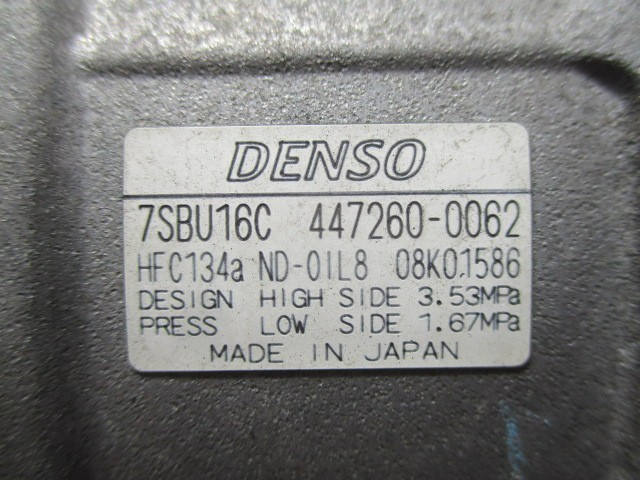 DENSO
7SBU16C 447260-0062
HFC134a ND-OIL8 08K01586
DESIGN HIGH SIDE 3.53MPa
PRESS LOW SIDE 1.67MPa
MADE IN JAPAN